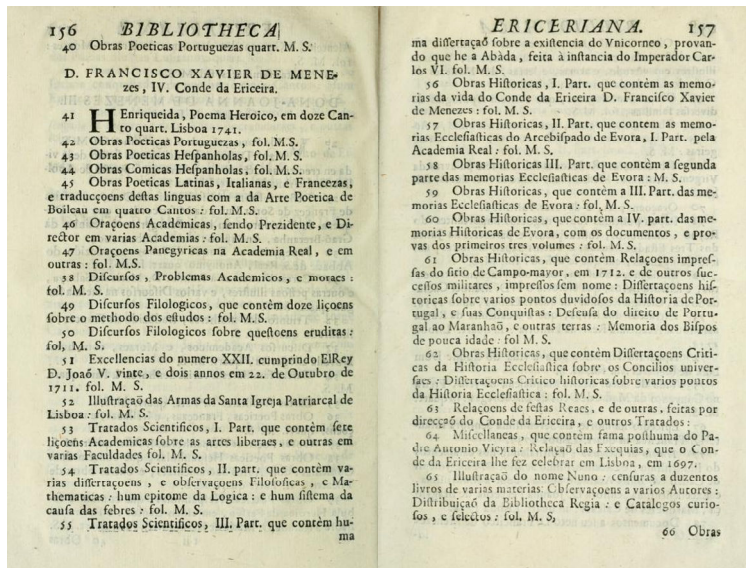 156 BIBLIOTHECA
40 Obras Poeticas Portuguezas quart. M. S.
D. FRANCISCO XAVIER DE MENE-
zes, IV. Conde da Ericeira.
41 HEnriqueida, Poema Heroïco, em doze Can-
to quart. Lisboa 1741.
42 Obras Poeticas Portuguezas, fol. M.S.
43 Obras Poeticas Heſpanholas, fol. M. S.
44 Obras Comicas Heſpanholas, fol. M. S.
45 Obras Poeticas Latinas, Italianas, e Francezas,
e traducçoens deſtas linguas com a da Arte Poetica de
Boileau em quatro Cantos : fol. M. S.
46 Oraçoens Academicas, ſendo Prezidente, e Di-
rector em varias Academias : fol. M. S.
47 Oraçoens Panegyricas na Academia Real, e em
outras : fol. M.S.
38 Diſcurſos, Problemas Academicos, e moraes :
fol. M. S.
49 Diſcurſos Filologicos, que contèm doze liçoens
ſobre o methodo dos eſtudos : fol. M. S.
50 Diſcurſos Filologicos ſobre queſtoens eruditas :
fol, M. S.
51 Excellencias do numero XXII. cumprindo ElRey
D. Joaõ V. vinte, e dois annos em 22. de Outubro de
1711. fol. M. S.
52 Illuſtraçaõ das Armas da Santa Igreja Patriarcal de
Lisboa : fol. M. S.
53 Tratados Scientificos, I. Part. que contèm ſete
liçoens Academicas ſobre as artes liberaes, e outras em
varias Faculdades fol. M. S.
54 Tratados Scientificos, II. part. que contèm va-
rias diſſertaçoens, e obſervaçoens Filoſoficas, e Ma-
thematicas : hum epitome da Logica : e hum ſiſtema da
cauſa das febres : fol. M. S.
55 Tratados Scientificos, III. Part. que contèm hu-
ma
ERICERIANA. 157
ma diſſertaçaõ ſobre a exiſtencia do Vnicorneo, provan-
do que he a Abàda, feita à inſtancia do Imperador Car-
los VI. fol. M. S.
56 Obras Hiſtoricas, I. Part. que contèm as memo-
rias da vida do Conde da Ericeira D. Franciſco Xavier
de Menezes : fol. M. S.
57 Obras Hiſtoricas, II. Part. que contem as memo-
rias Eccleſiaſticas do Arcebiſpado de Evora, I. Part. pela
Academia Real : fol. M. S.
58 Obras Hiſtoricas III. Part. que contèm a ſegunda
parte das memorias Eccleſiaſticas de Evora : M. S.
59 Obras Hiſtoricas, que contèm a III. Part. das me-
morias Eccleſiaſticas de Evora fol. M. S.
60 Obras Hiſtoricas, que contèm a IV. part. das me-
morias Hiſtoricas de Evora, com os documentos, e pro-
vas dos primeiros tres volumes : fol. M. S.
61 Obras Hiſtoricas, que contèm Relaçoens impreſ-
ſas do ſitio de Campo-mayor, em 1712. e de outros ſuc-
ceſſos militares, impreſſos ſem nome : Diſſertaçoens hiſ-
toricas ſobre varios pontos duvidoſos da Hiſtoria de Por-
tugal, e ſuas Conquiſtas : Defenſa do direito de Portu-
gal ao Maranhaõ, e outras terras : Memoria dos Biſpos
de pouca idade : fol M. S.
62 Obras Hiſtoricas, que contèm Diſſertaçoens Criti-
cas da Hiſtoria Eccleſiaſtica ſobre os Concilios univer-
ſaes : Diſſertaçoens Critico hiſtoricas ſobre varios pontos
da Hiſtoria Eccleſiaſtica : fol. M. S.
63 Relaçoens de feſtas Reaes, e de outras, feitas por
direcçaõ do Conde da Ericeira, e outros Tratados :
64 Miſcellaneas, que contèm fama poſthuma do Pa-
dre Antonio Vieyra : Relaçaõ das Exequias, que o Con-
de da Ericeira lhe fez celebrar em Lisboa, em 1697.
65 Illuſtraçaõ do nome Nuno : cenſuras a duzentos
livros de varias materias: Obſervaçoens a varios Autores :
Diſtribuiçaõ da Bibliotheca Regia : e Catalogos curio-
ſos, e ſelectos : fol. M. S,
66 Obras